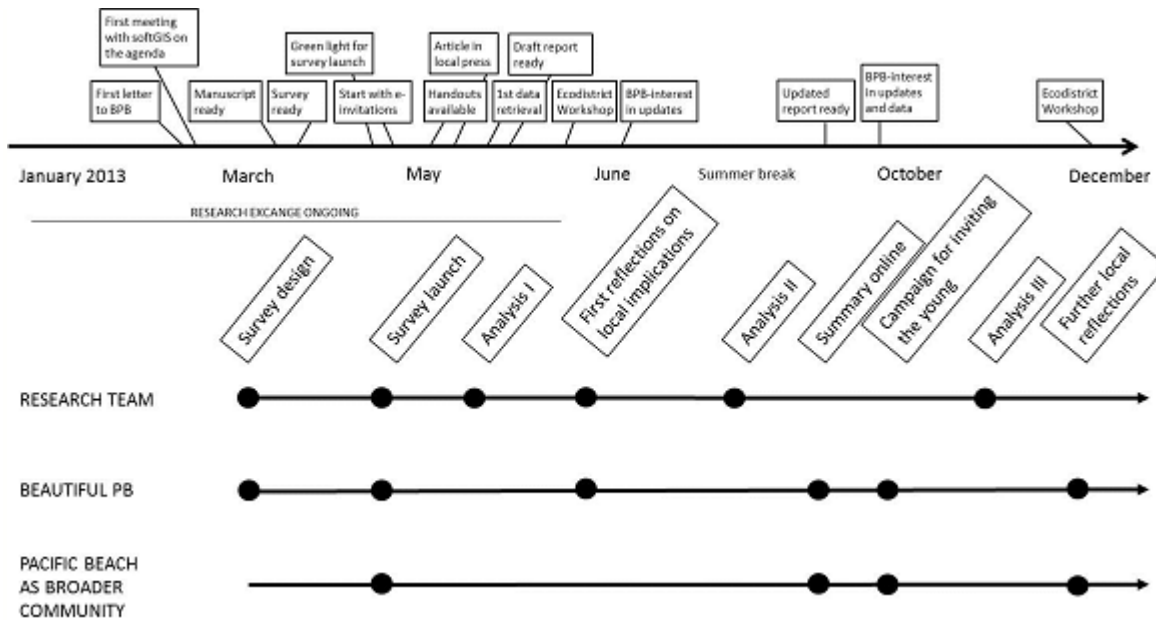 First meeting
with softGIS on
the agenda
Green light for
survey launch
Article in
local press
Draft report
ready
First letter
to BPB
Manuscript
ready
Survey
ready
Start with e-
invitations
Handouts
available
1st data
retrieval
Ecodistrict
Workshop
BPB-interest
in updates
Updated
report ready
BPB-interest
in updates
and data
Ecodistrict
Workshop
January 2013
March
May
June
Summer break
October
December
RESEARCH EXCANGE ONGOING
Survey design
Survey launch
Analysis I
First reflections on
local implications
Analysis II
Summary online
Campaign for inviting
the young
Analysis III
Further local
reflections
RESEARCH TEAM
BEAUTIFUL PB
PACIFIC BEACH
AS BROADER
COMMUNITY